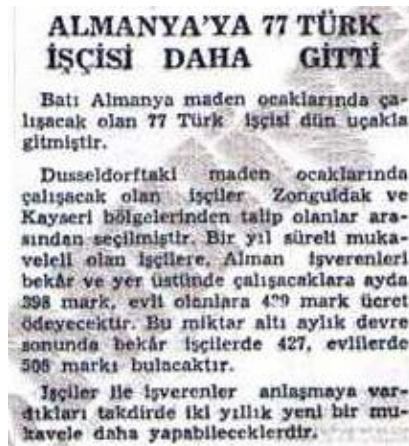 ALMANYA'YA 77 TÜRK
İŞÇİSİ DAHA GİTTİ
Batı Almanya maden ocaklarında ça-
lışacak olan 77 Türk işçisi dün uçakla
gitmiştir.
Dusseldorftaki maden ocaklarında
çalışacak olan işçiler Zonguldak ve
Kayseri bölgelerinden talip olanlar ara-
sından seçilmiştir. Bir yıl süreli muka-
veleli olan işçilere, Alman işverenleri
bekâr ve yer üstünde çalışacaklara ayda
398 mark, evli olanlara mark ücret
ödeyecektir. Bu miktar altı aylık devre
sonunda bekâr işçilerde 427, evlilerde
508 markı bulacaktır.
İşçiler ile işverenler anlaşmaya var-
dıkları takdirde iki yıllık yeni bir mu-
kavele daha yapabileceklerdir.